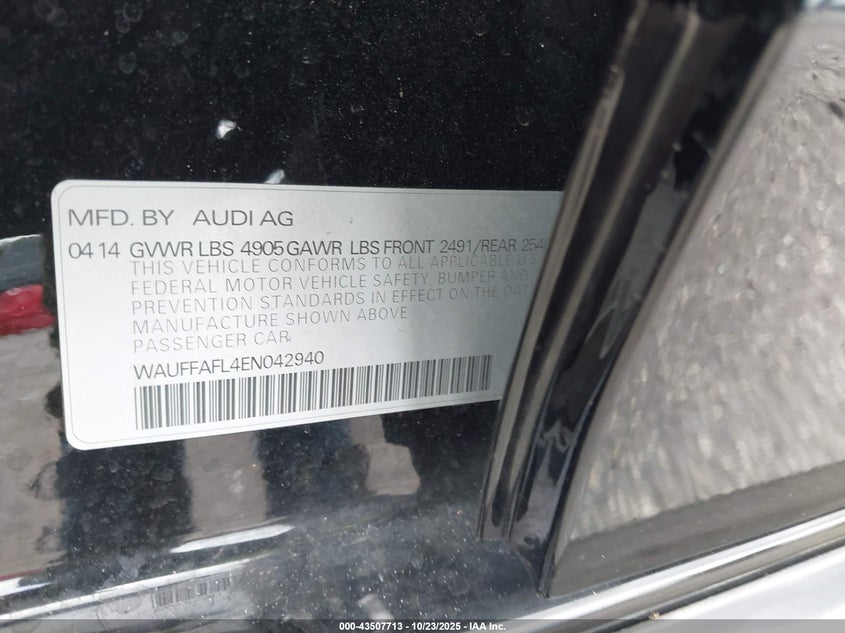 MFD. BY AUDI AG
04 14 GVWR LBS 4905 GAWR LBS FRONT 2491/REAR 254
THIS VEHICLE CONFORMS TO ALL APPLICABLE U.S
FEDERAL MOTOR VEHICLE SAFETY, BUMPER AND
PREVENTION STANDARDS IN EFFECT ON THE DAT
MANUFACTURE SHOWN ABOVE
PASSENGER CAR.
WAUFFAFL4EN042940
000-43507713 - 10/23/2025 - IAA Inc.